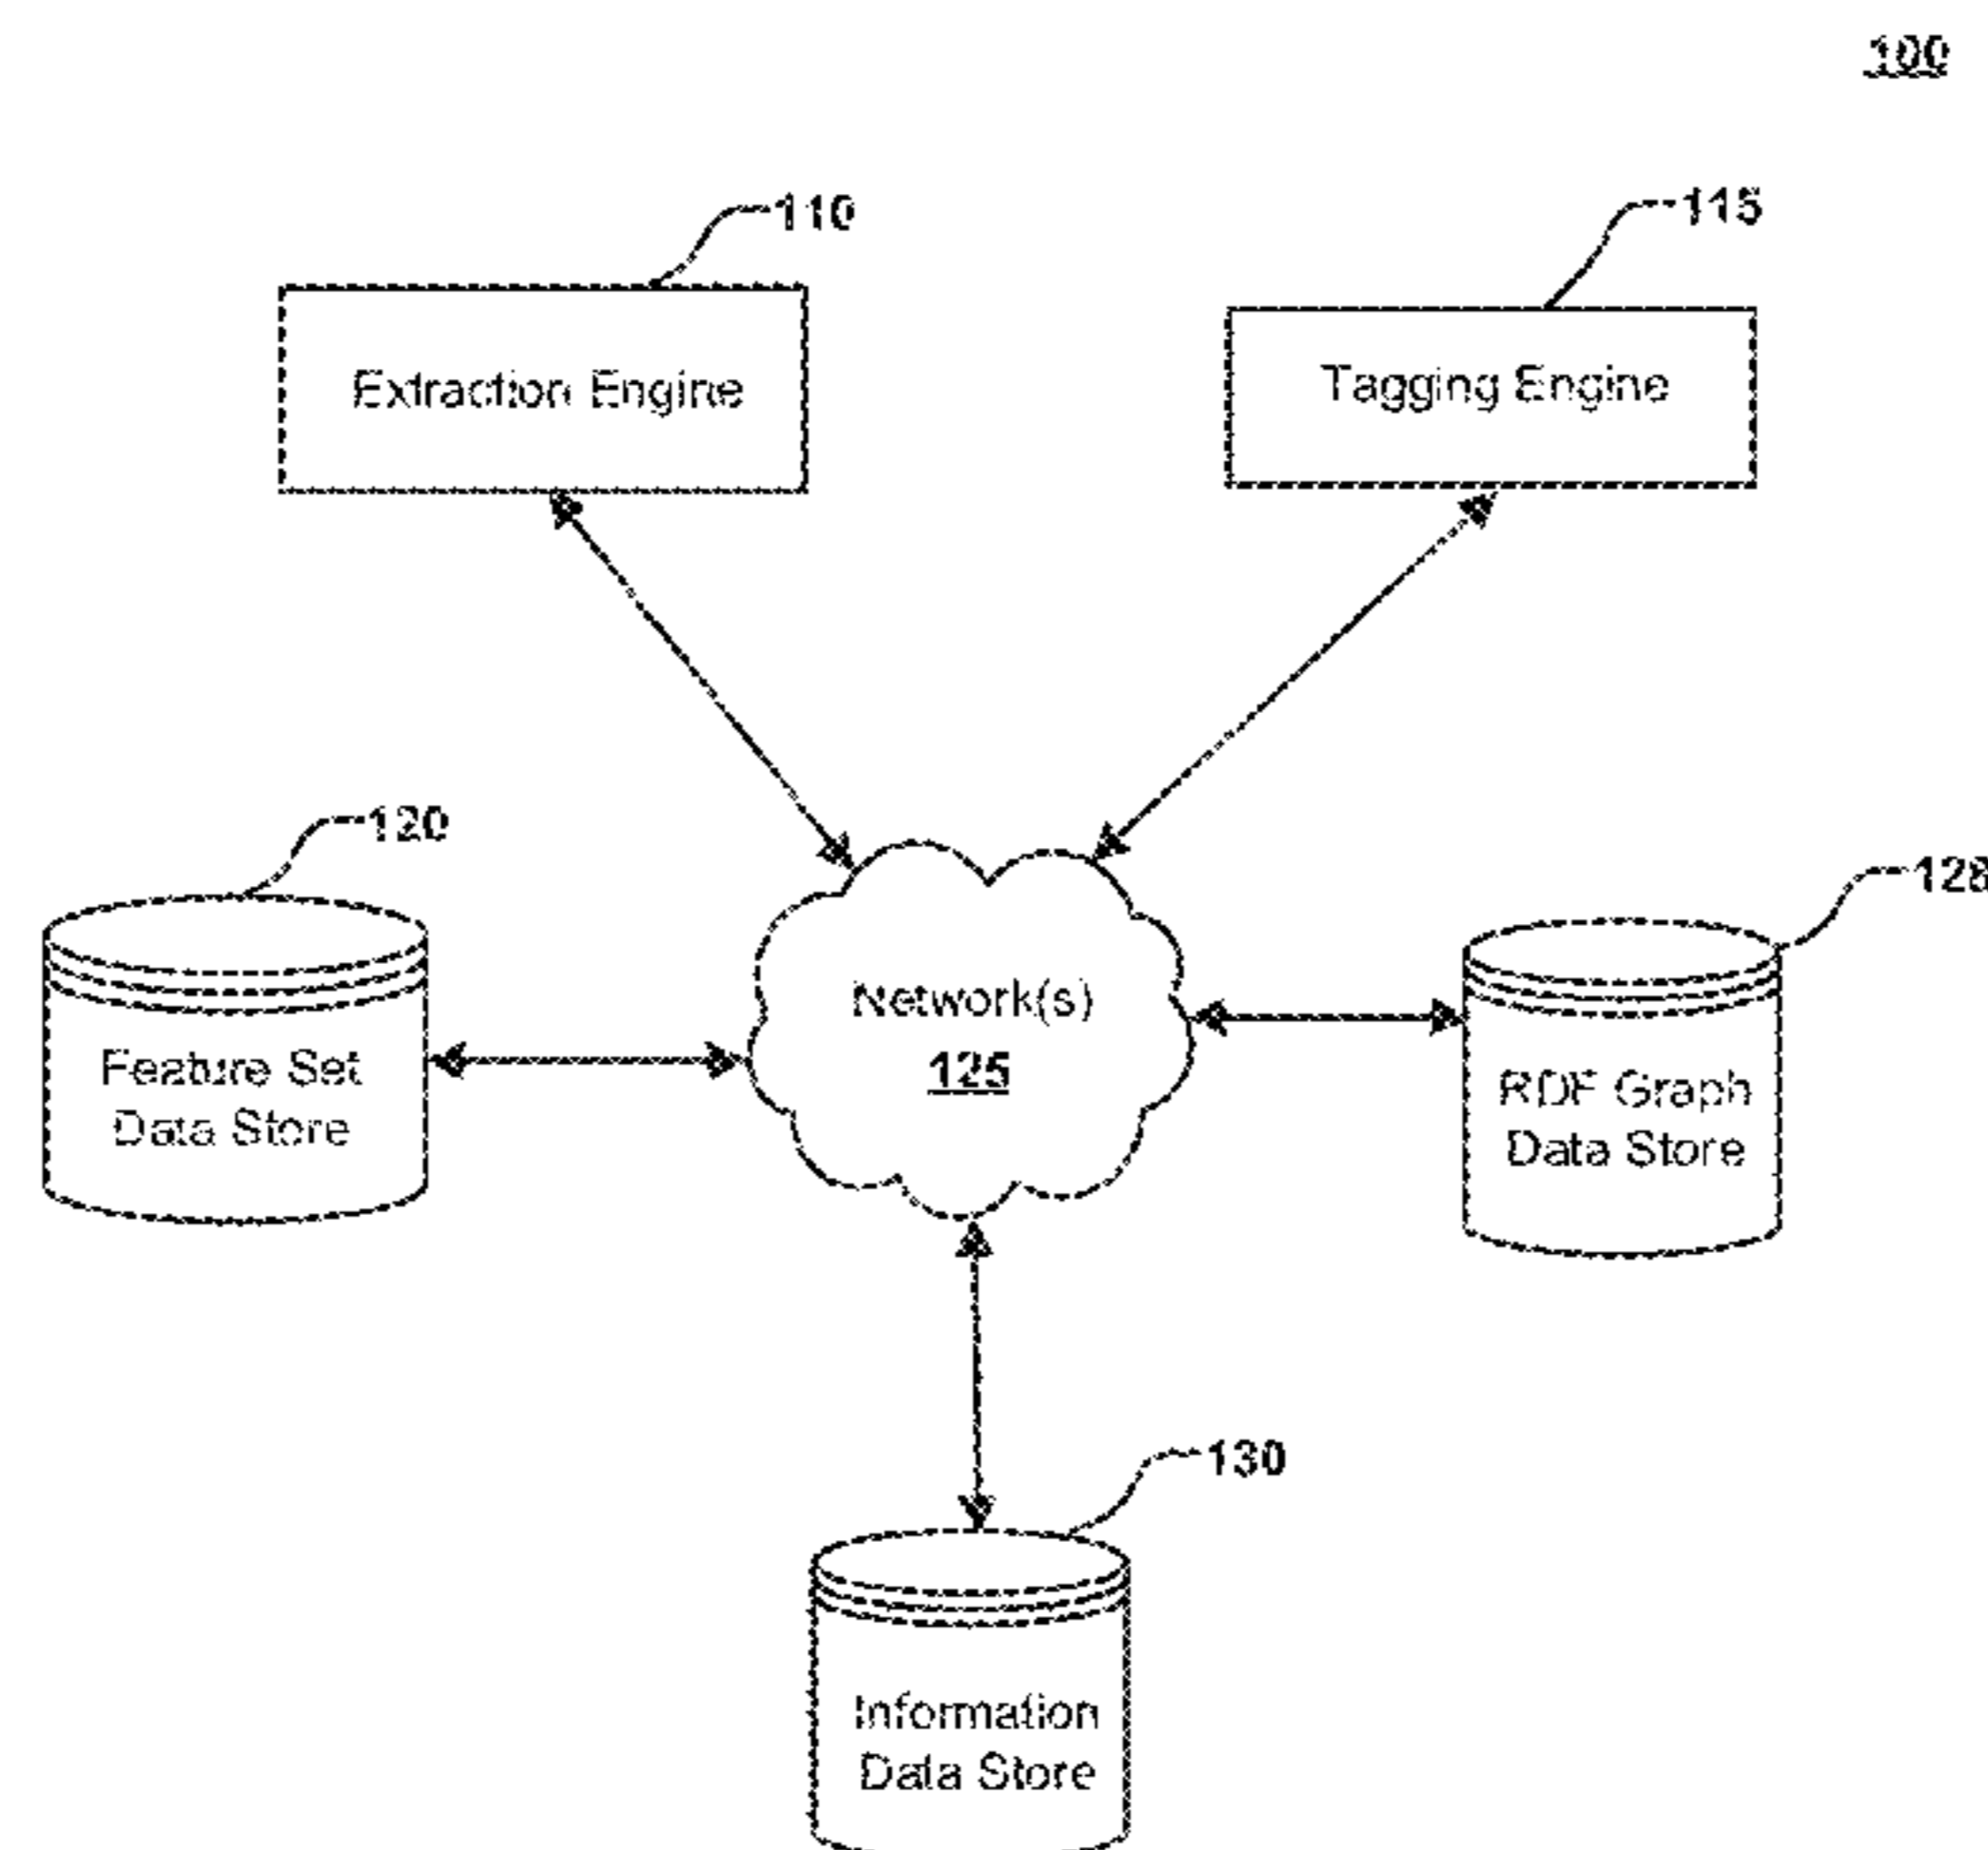 100
110
115
Extraction Engine
Tagging Engine
120
128
Network(s)
125
Feature Set
Data Store
RDF Graph
Data Store
130
Information
Data Store